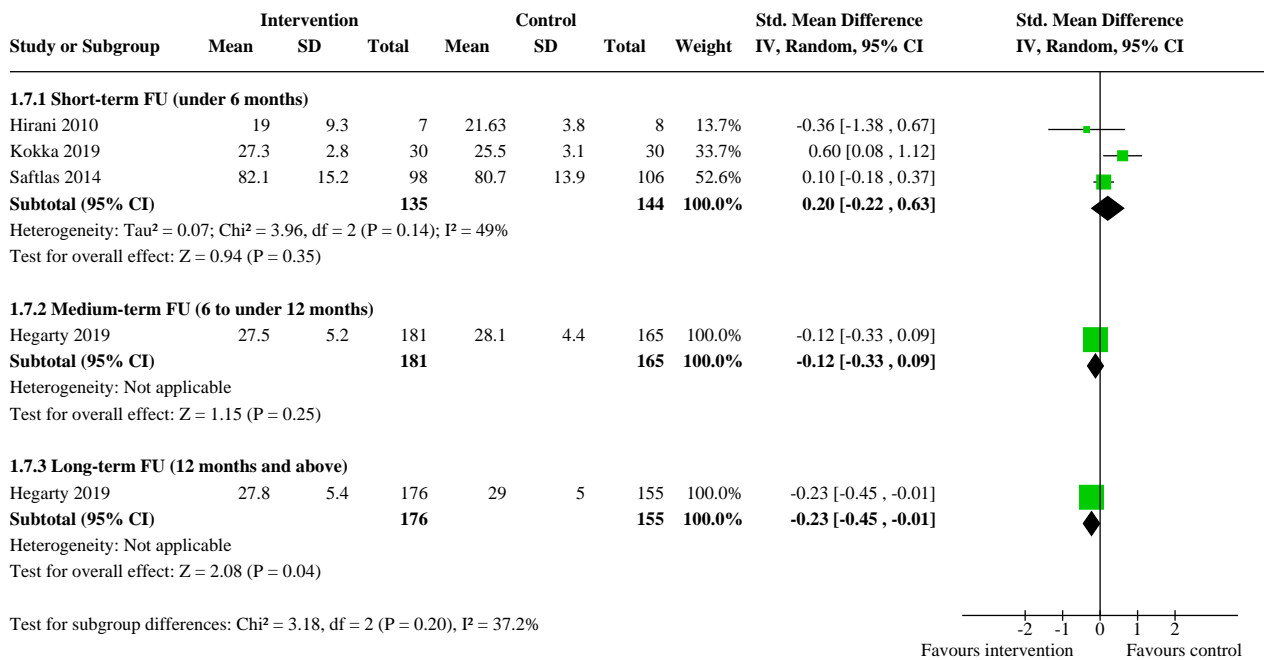 Intervention Control Std. Mean Difference Std. Mean Difference
Study or Subgroup Mean SD Total Mean SD Total Weight IV, Random, 95% CI IV, Random, 95% CI
1.7.1 Short-term FU (under 6 months)
Hirani 2010 19 9.3 7 21.63 3.8 8 13.7% -0.36 [-1.38 , 0.67]
Kokka 2019 27.3 2.8 30 25.5 3.1 30 33.7% 0.60 [0.08 , 1.12]
Saftlas 2014 82.1 15.2 98 80.7 13.9 106 52.6% 0.10 [-0.18 , 0.37]
Subtotal (95% CI) 135 144 100.0% 0.20 [-0.22 , 0.63]
Heterogeneity: Tau² = 0.07; Chi² = 3.96, df = 2 (P = 0.14); I² = 49%
Test for overall effect: Z = 0.94 (P = 0.35)
1.7.2 Medium-term FU (6 to under 12 months)
Hegarty 2019 27.5 5.2 181 28.1 4.4 165 100.0% -0.12 [-0.33 , 0.09]
Subtotal (95% CI) 181 165 100.0% -0.12 [-0.33 , 0.09]
Heterogeneity: Not applicable
Test for overall effect: Z = 1.15 (P = 0.25)
1.7.3 Long-term FU (12 months and above)
Hegarty 2019 27.8 5.4 176 29 5 155 100.0% -0.23 [-0.45 , -0.01]
Subtotal (95% CI) 176 155 100.0% -0.23 [-0.45 , -0.01]
Heterogeneity: Not applicable
Test for overall effect: Z = 2.08 (P = 0.04)
Test for subgroup differences: Chi² = 3.18, df = 2 (P = 0.20), I² = 37.2%
-2 -1 0 1 2
Favours intervention Favours control